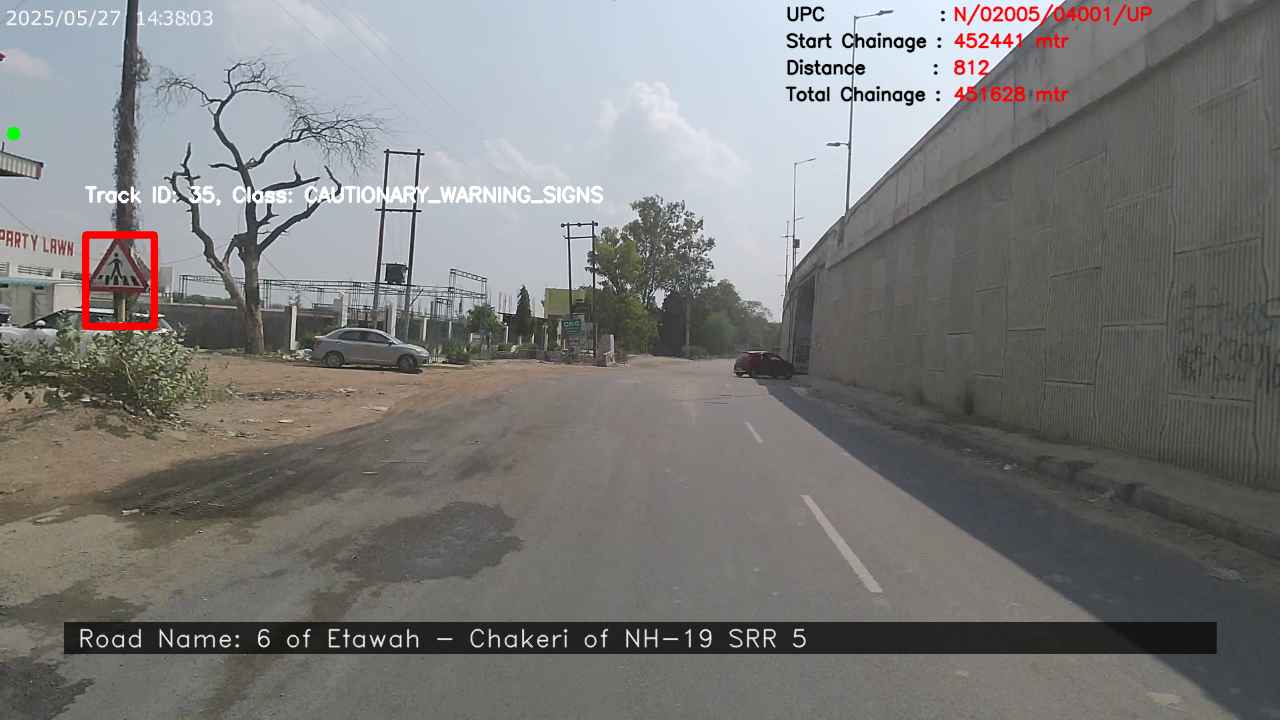 2025/05/27 14:38:03
UPC : N/02005/04001/UP
Start Chainage : 452441 mtr
Distance : 812
Total Chainage : 451628 mtr
Track ID: 35, Class: CAUTIONARY_WARNING_SIGNS
PARTY LAWN
Road Name: 6 of Etawah - Chakeri of NH-19 SRR 5